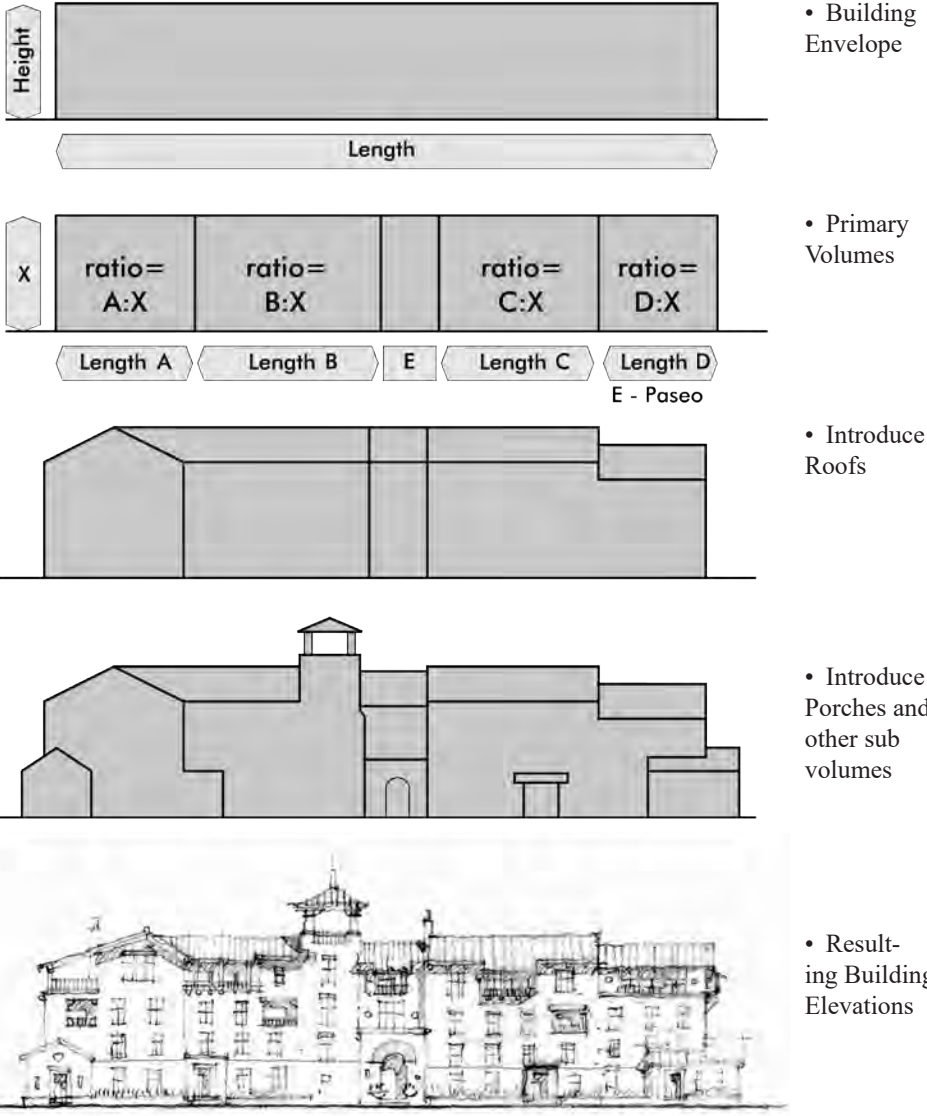 Height
Length
• Building
Envelope
X
ratio=
A:X
ratio=
B:X
ratio=
C:X
ratio=
D:X
Length A
Length B
E
Length C
Length D
E - Paseo
• Primary
Volumes
• Introduce
Roofs
• Introduce
Porches and
other sub
volumes
• Result-
ing Building
Elevations